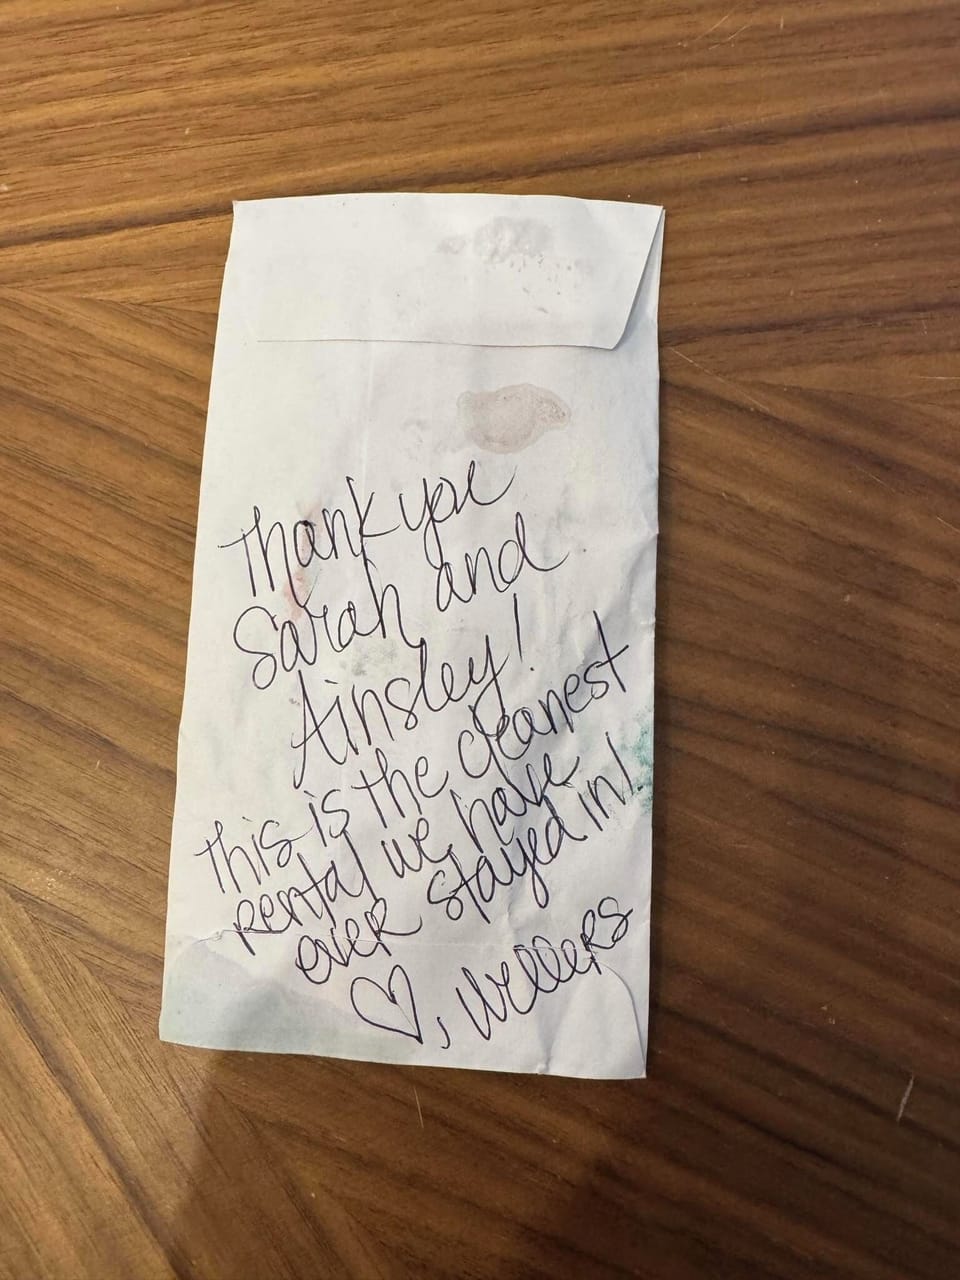 Thank you
Sarah and
Ainsley!
This is the cleanest
rental we have
ever stayed in!
♡, Wellers